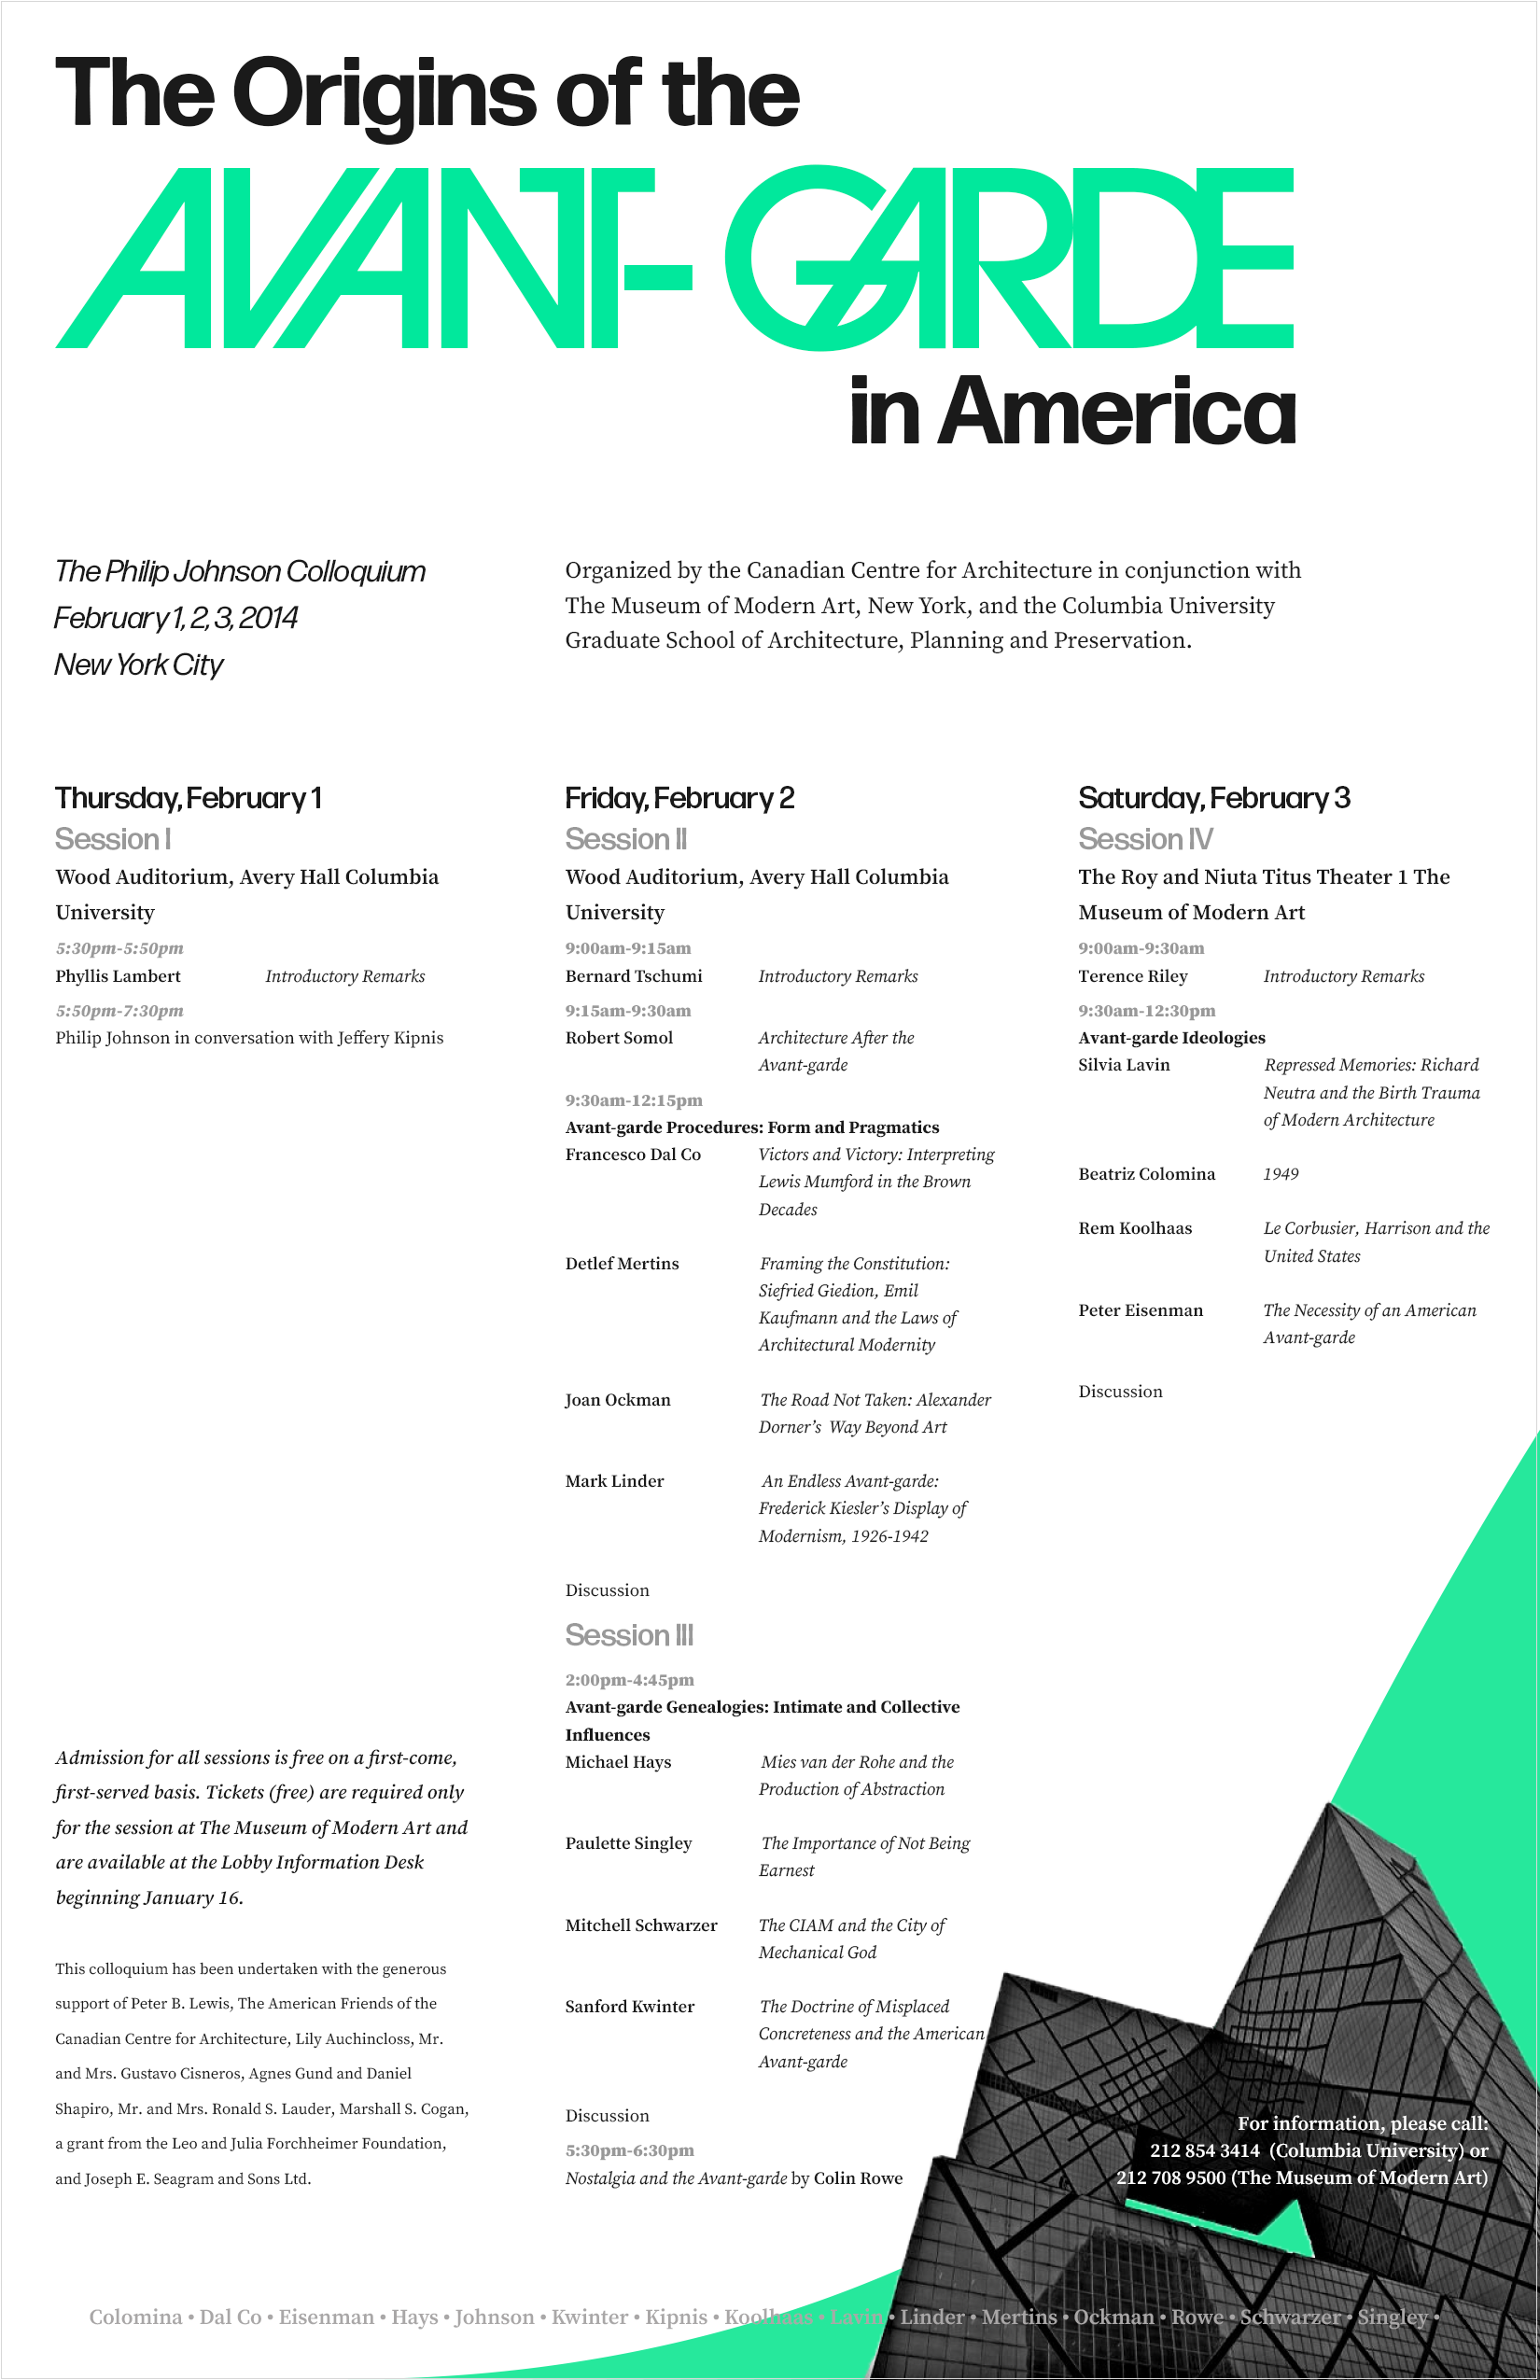 The Origins of the
AVANT-GARDE
in America
The Philip Johnson Colloquium
February 1, 2, 3, 2014
New York City
Organized by the Canadian Centre for Architecture in conjunction with
The Museum of Modern Art, New York, and the Columbia University
Graduate School of Architecture, Planning and Preservation.
Thursday, February 1
Session I
Wood Auditorium, Avery Hall Columbia
University
5:30pm-5:50pm
Phyllis Lambert Introductory Remarks
5:50pm-7:30pm
Philip Johnson in conversation with Jeffery Kipnis
Admission for all sessions is free on a first-come,
first-served basis. Tickets (free) are required only
for the session at The Museum of Modern Art and
are available at the Lobby Information Desk
beginning January 16.
This colloquium has been undertaken with the generous
support of Peter B. Lewis, The American Friends of the
Canadian Centre for Architecture, Lily Auchincloss, Mr.
and Mrs. Gustavo Cisneros, Agnes Gund and Daniel
Shapiro, Mr. and Mrs. Ronald S. Lauder, Marshall S. Cogan,
a grant from the Leo and Julia Forchheimer Foundation,
and Joseph E. Seagram and Sons Ltd.
Friday, February 2
Session II
Wood Auditorium, Avery Hall Columbia
University
9:00am-9:15am
Bernard Tschumi Introductory Remarks
9:15am-9:30am
Robert Somol Architecture After the
Avant-garde
9:30am-12:15pm
Avant-garde Procedures: Form and Pragmatics
Francesco Dal Co Victors and Victory: Interpreting
Lewis Mumford in the Brown
Decades
Detlef Mertins Framing the Constitution:
Siefried Giedion, Emil
Kaufmann and the Laws of
Architectural Modernity
Joan Ockman The Road Not Taken: Alexander
Dorner’s Way Beyond Art
Mark Linder An Endless Avant-garde:
Frederick Kiesler’s Display of
Modernism, 1926-1942
Discussion
Session III
2:00pm-4:45pm
Avant-garde Genealogies: Intimate and Collective
Influences
Michael Hays Mies van der Rohe and the
Production of Abstraction
Paulette Singley The Importance of Not Being
Earnest
Mitchell Schwarzer The CIAM and the City of
Mechanical God
Sanford Kwinter The Doctrine of Misplaced
Concreteness and the American
Avant-garde
Discussion
5:30pm-6:30pm
Nostalgia and the Avant-garde by Colin Rowe
Saturday, February 3
Session IV
The Roy and Niuta Titus Theater 1 The
Museum of Modern Art
9:00am-9:30am
Terence Riley Introductory Remarks
9:30am-12:30pm
Avant-garde Ideologies
Silvia Lavin Repressed Memories: Richard
Neutra and the Birth Trauma
of Modern Architecture
Beatriz Colomina 1949
Rem Koolhaas Le Corbusier, Harrison and the
United States
Peter Eisenman The Necessity of an American
Avant-garde
Discussion
For information, please call:
212 854 3414 (Columbia University) or
212 708 9500 (The Museum of Modern Art)
Colomina • Dal Co • Eisenman • Hays • Johnson • Kwinter • Kipnis • Koolhaas • Lavin • Linder • Mertins • Ockman • Rowe • Schwarzer • Singley •